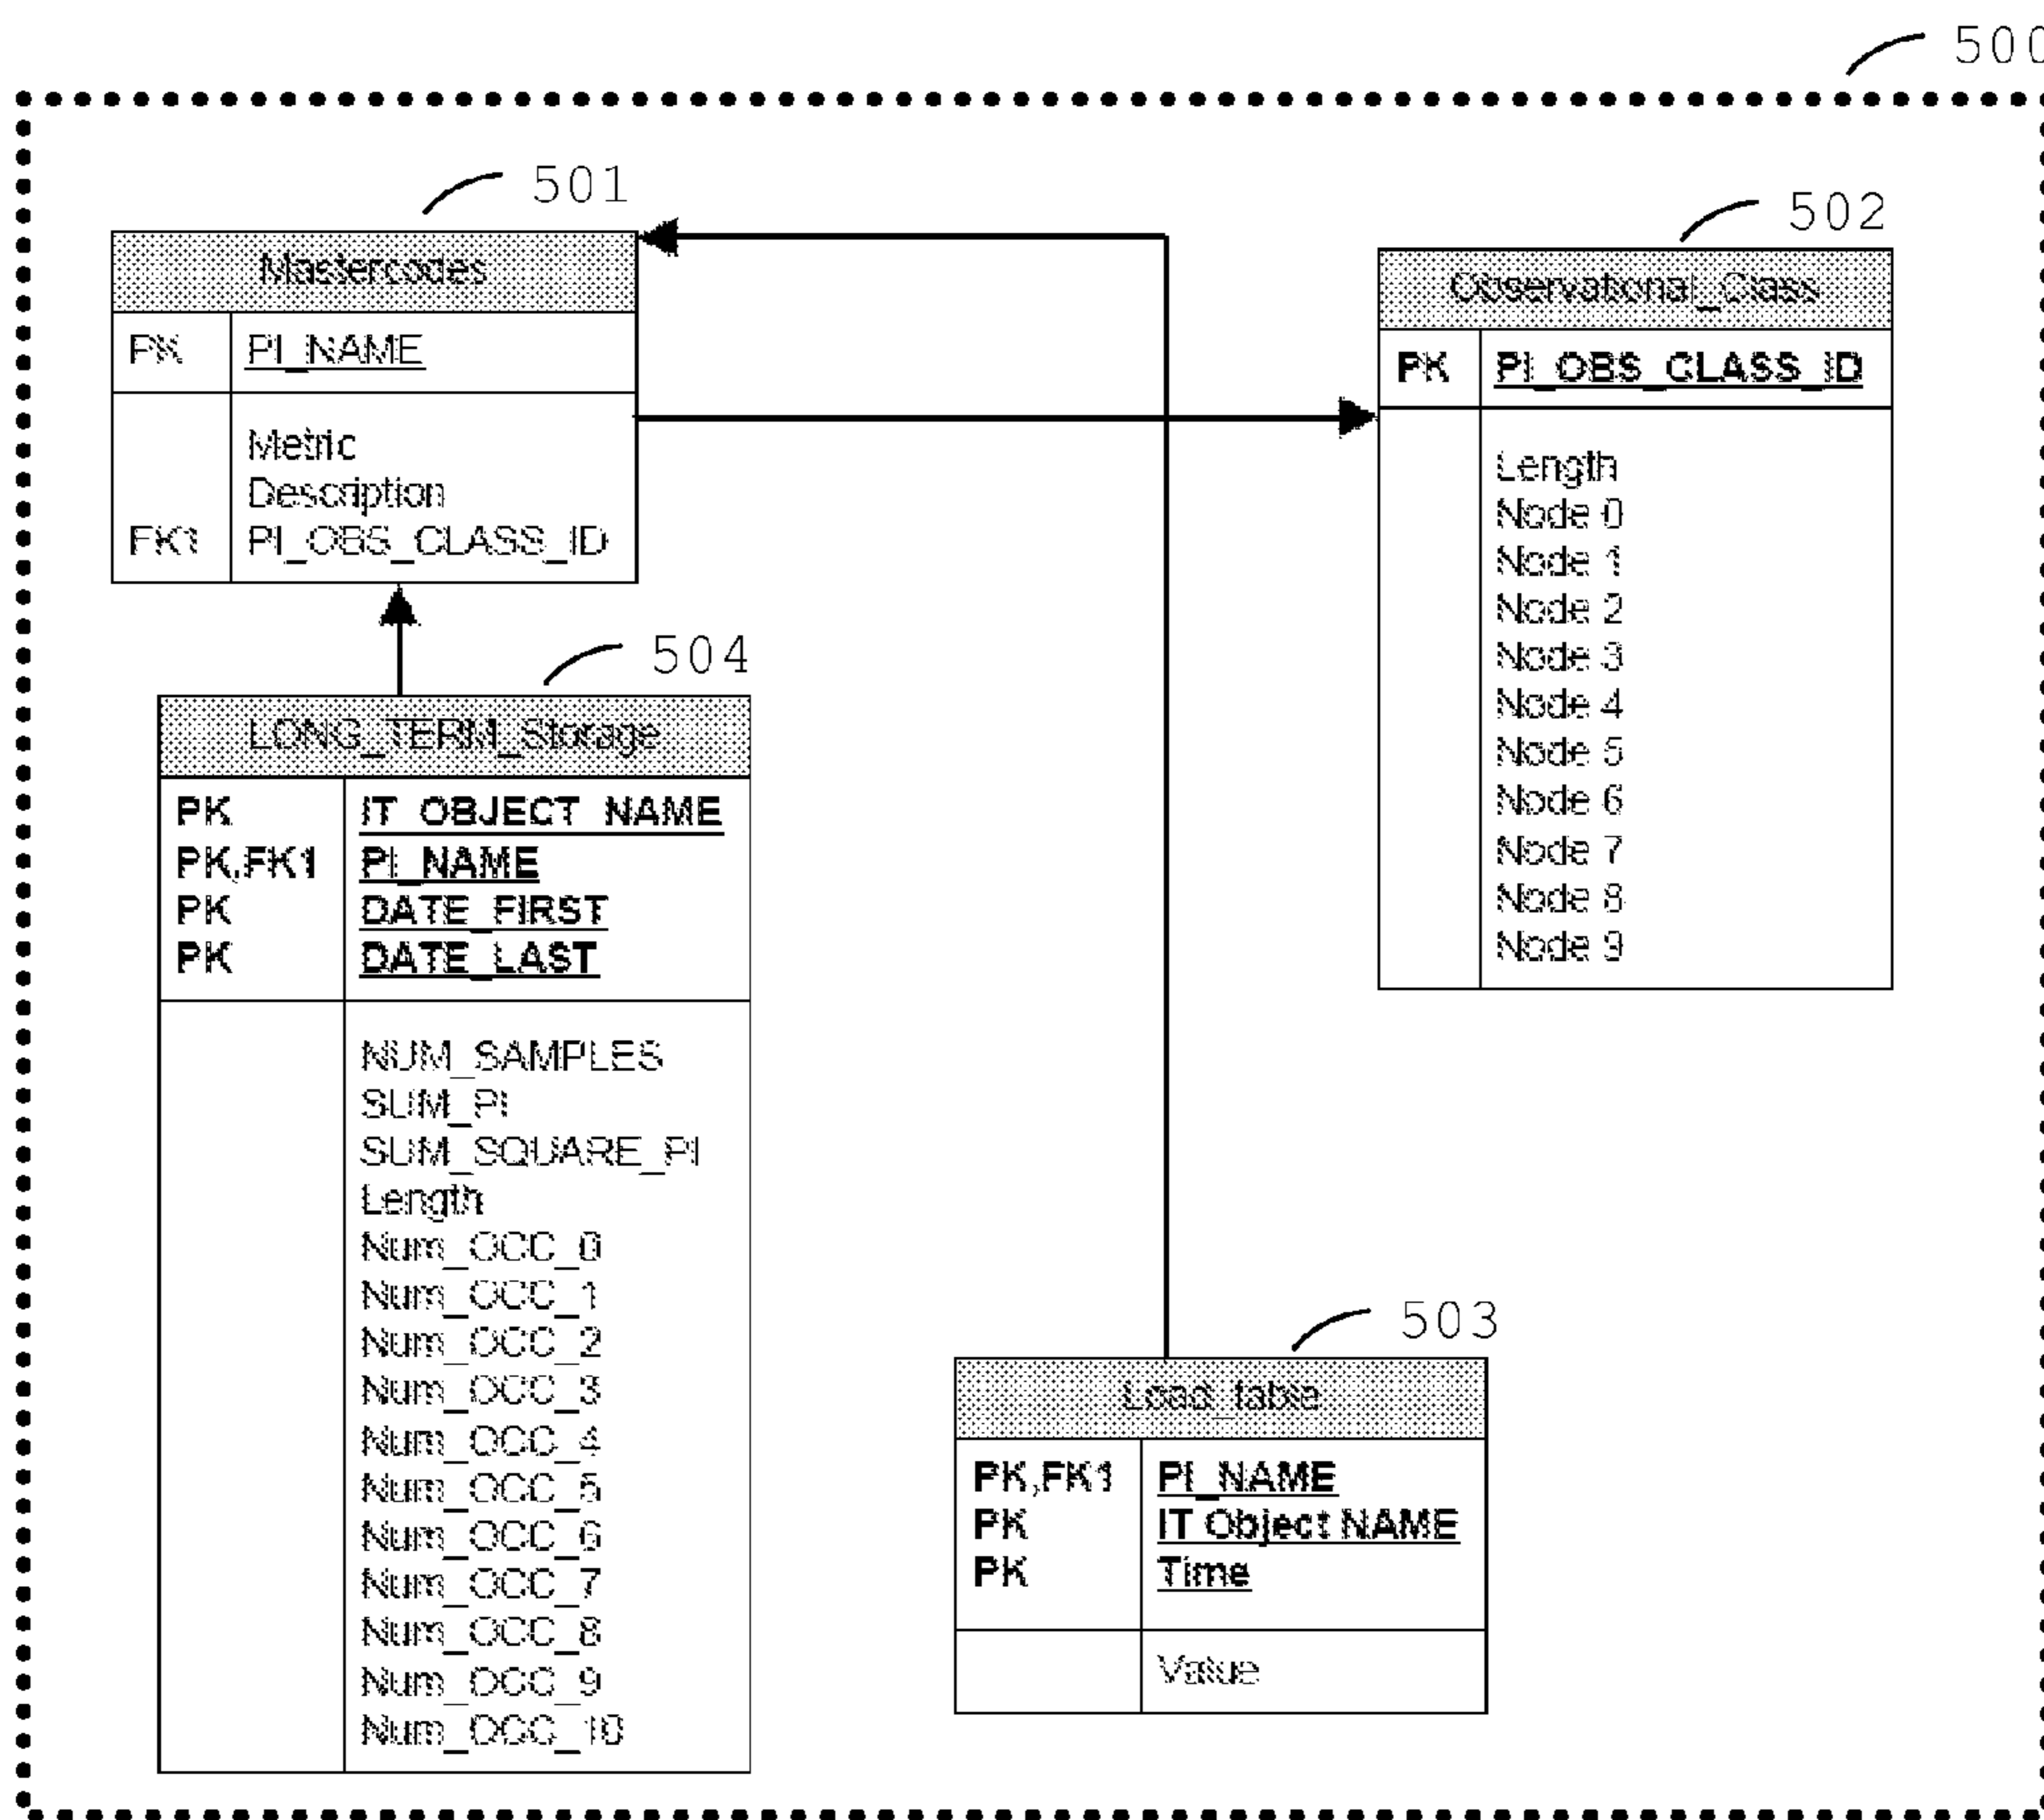 500
501
Mastercodes
PK PI_NAME
Metric
Description
FK1 PI_OBS_CLASS_ID
502
Observational_Class
PK PI_OBS_CLASS_ID
Length
Node 0
Node 1
Node 2
Node 3
Node 4
Node 5
Node 6
Node 7
Node 8
Node 9
504
LONG_TERM_Storage
PK IT_OBJECT_NAME
PK,FK1 PI_NAME
PK DATE_FIRST
PK DATE_LAST
NUM_SAMPLES
SUM_PI
SUM_SQUARE_PI
Length
Num_OCC_0
Num_OCC_1
Num_OCC_2
Num_OCC_3
Num_OCC_4
Num_OCC_5
Num_OCC_6
Num_OCC_7
Num_OCC_8
Num_OCC_9
Num_OCC_10
503
Load_table
PK,FK1 PI_NAME
PK IT Object NAME
PK Time
Value